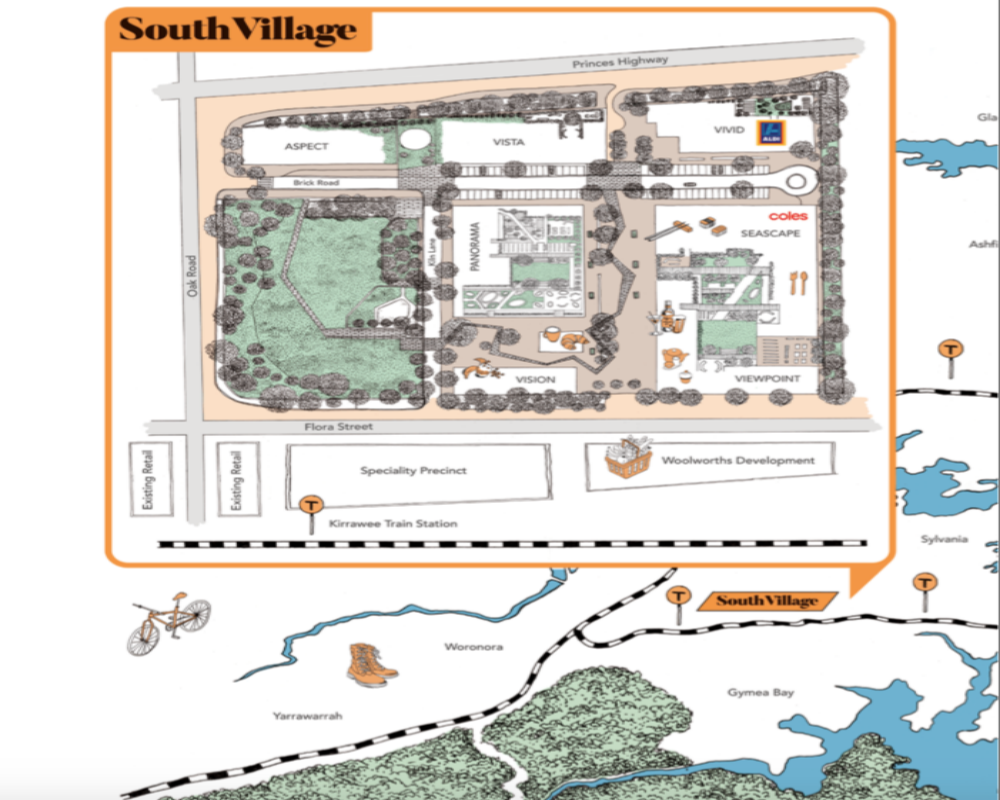 South Village
Princes Highway
ASPECT
VISTA
VIVID
ALDI
Brick Road
coles
SEASCAPE
PANORAMA
Kiln Lane
Oak Road
VISION
VIEWPOINT
Flora Street
Existing Retail
Existing Retail
Speciality Precinct
Woolworths Development
T
Kirrawee Train Station
Gla
Ashfi
T
Sylvania
T
South Village
T
Woronora
Gymea Bay
Yarrawarrah